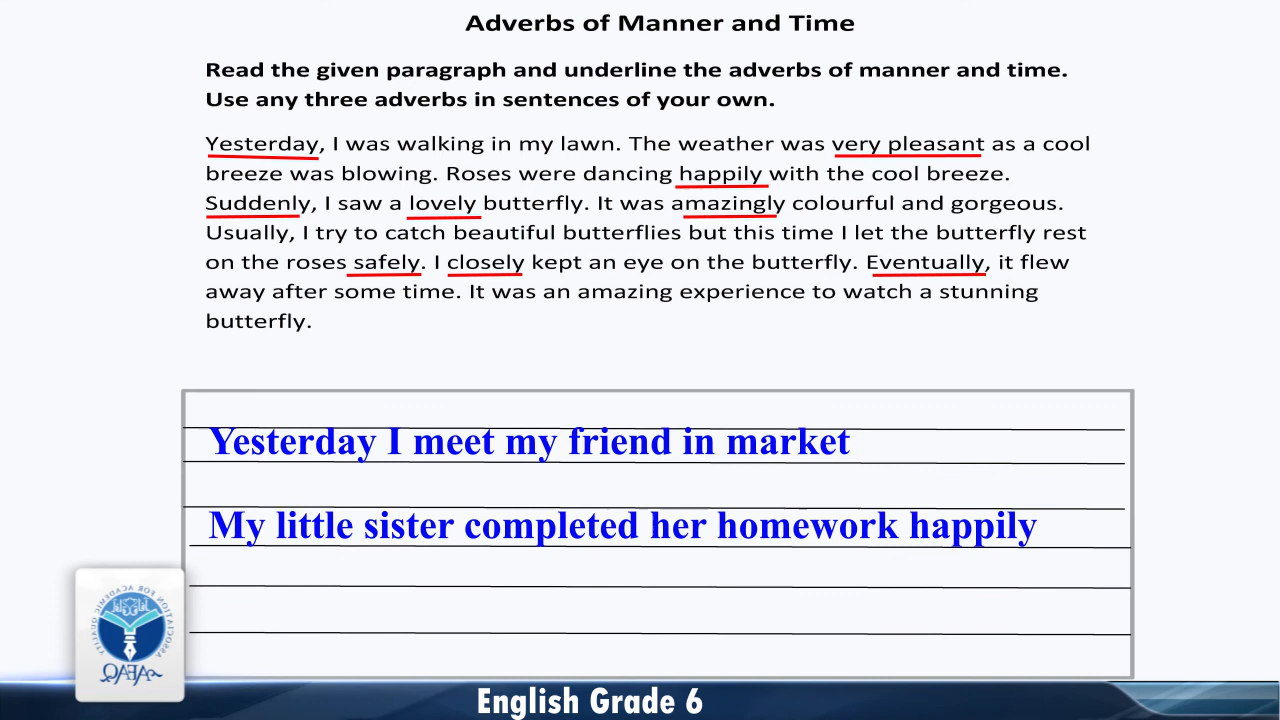 Adverbs of Manner and Time
Read the given paragraph and underline the adverbs of manner and time.
Use any three adverbs in sentences of your own.
Yesterday, I was walking in my lawn. The weather was very pleasant as a cool
breeze was blowing. Roses were dancing happily with the cool breeze.
Suddenly, I saw a lovely butterfly. It was amazingly colourful and gorgeous.
Usually, I try to catch beautiful butterflies but this time I let the butterfly rest
on the roses safely. I closely kept an eye on the butterfly. Eventually, it flew
away after some time. It was an amazing experience to watch a stunning
butterfly.
Yesterday I meet my friend in market
My little sister completed her homework happily
ASSOCIATION FOR ACADEMIC QUALITY
AFAQ
English Grade 6